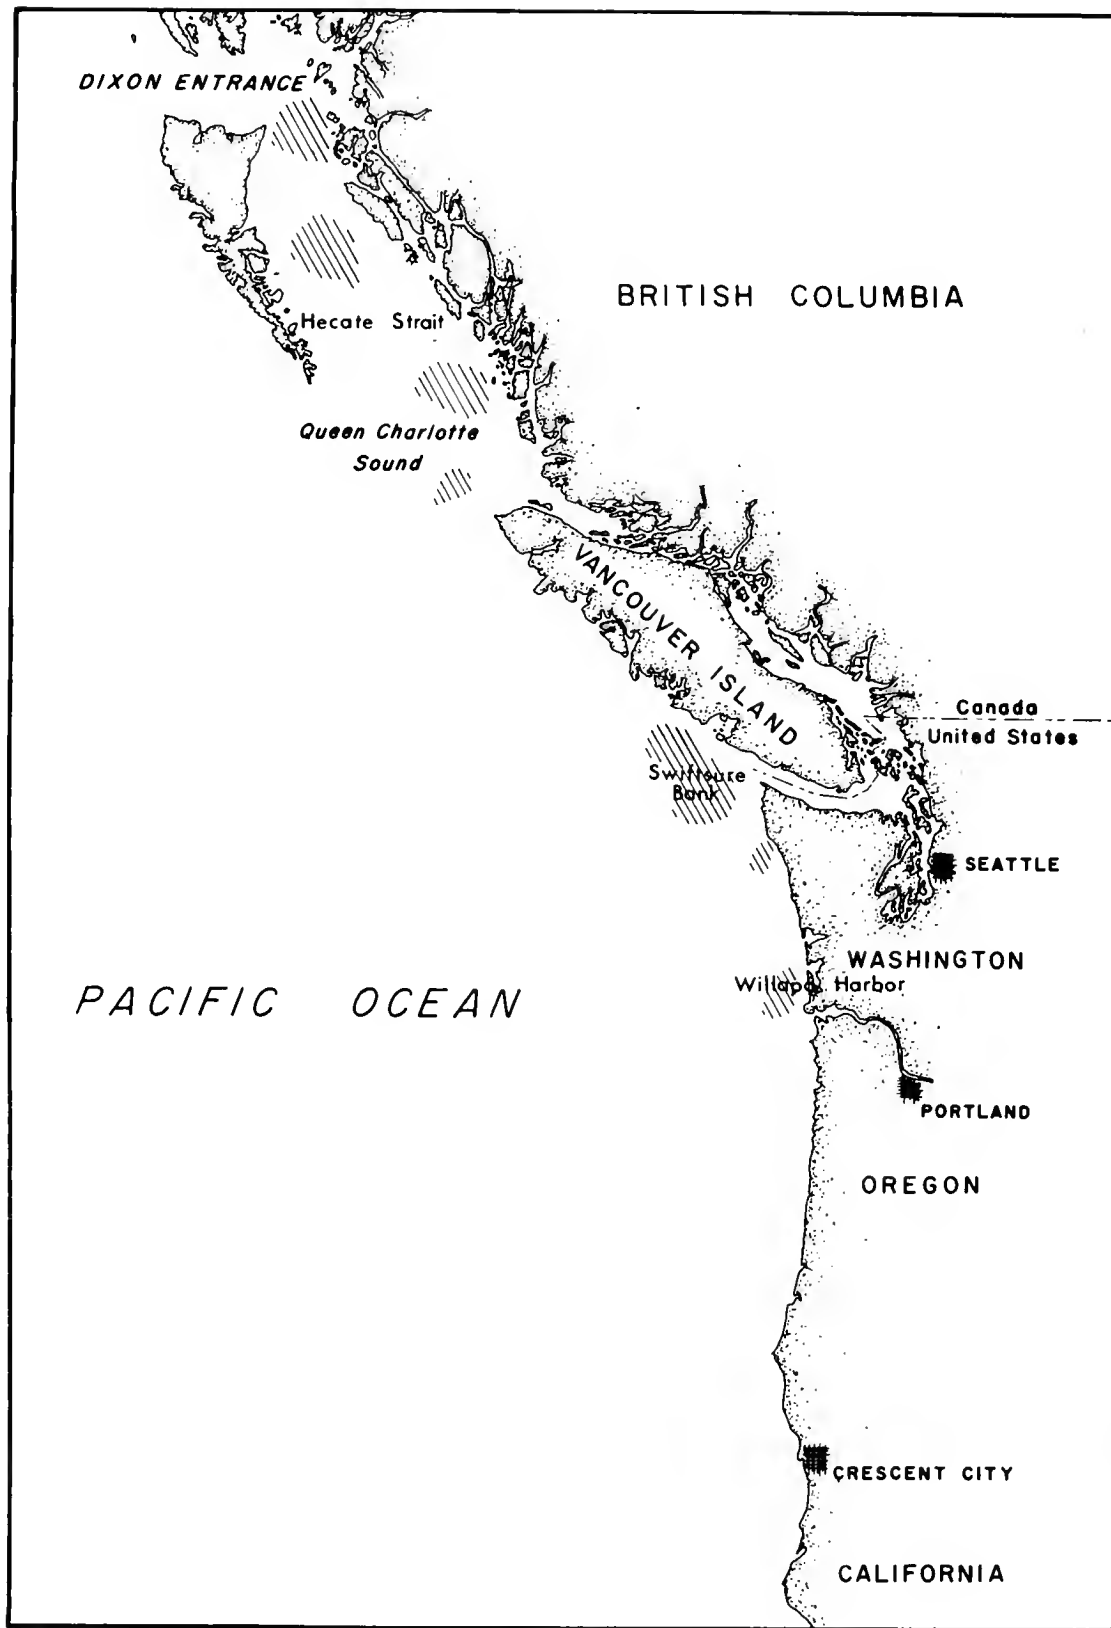 DIXON ENTRANCE
BRITISH COLUMBIA
Hecate Strait
Queen Charlotte
Sound
VANCOUVER ISLAND
Canada
United States
Swiftsure
Bank
SEATTLE
WASHINGTON
Willapa Harbor
PACIFIC OCEAN
PORTLAND
OREGON
CRESCENT CITY
CALIFORNIA